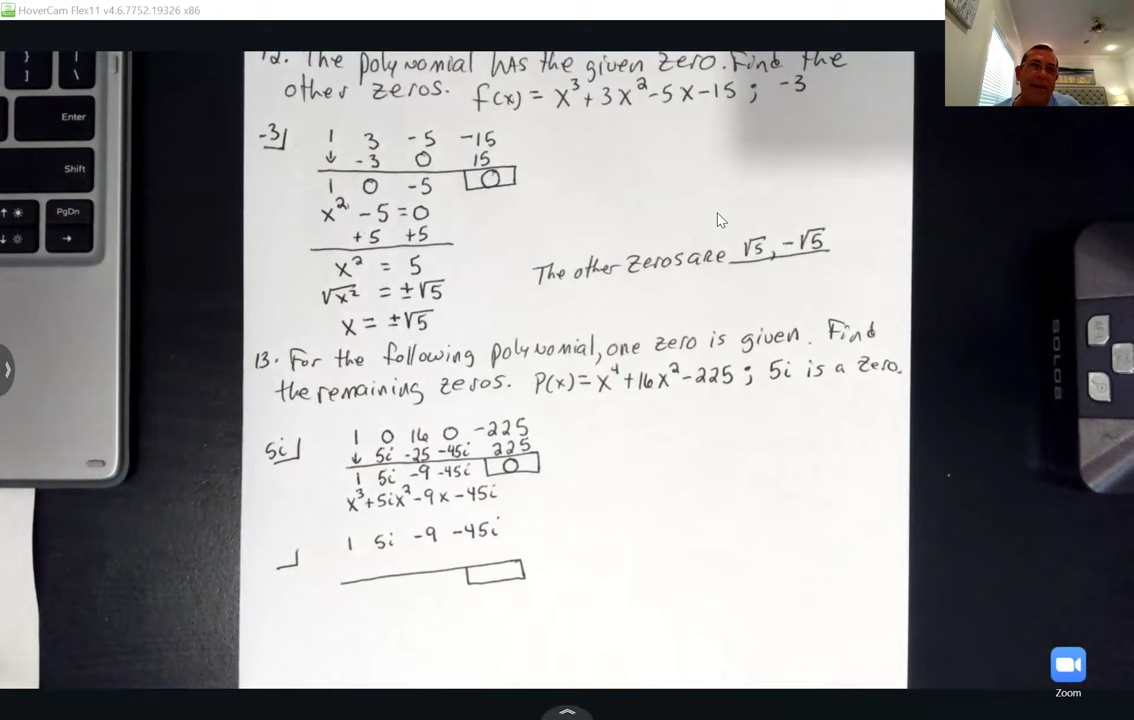 HoverCam Flex11 v4.6.7752.19326 x86
12. The polynomial has the given zero. Find the
other zeros. f(x) = x³ + 3x² - 5x - 15 ; -3
-3 1 3 -5 -15
↓ -3 0 15
1 0 -5 0
x² - 5 = 0
+5 +5
x² = 5
√x² = ±√5
x = ±√5
The other zeros are √5, -√5
13. For the following polynomial, one zero is given. Find
the remaining zeros. P(x) = x⁴ + 16x² - 225 ; 5i is a zero.
5i 1 0 16 0 -225
↓ 5i -25 -45i 225
1 5i -9 -45i 0
x³ + 5ix² - 9x - 45i
1 5i -9 -45i
}
]
|
\
Enter
Shift
PgDn
↑
↓
→
SOLO8
Zoom